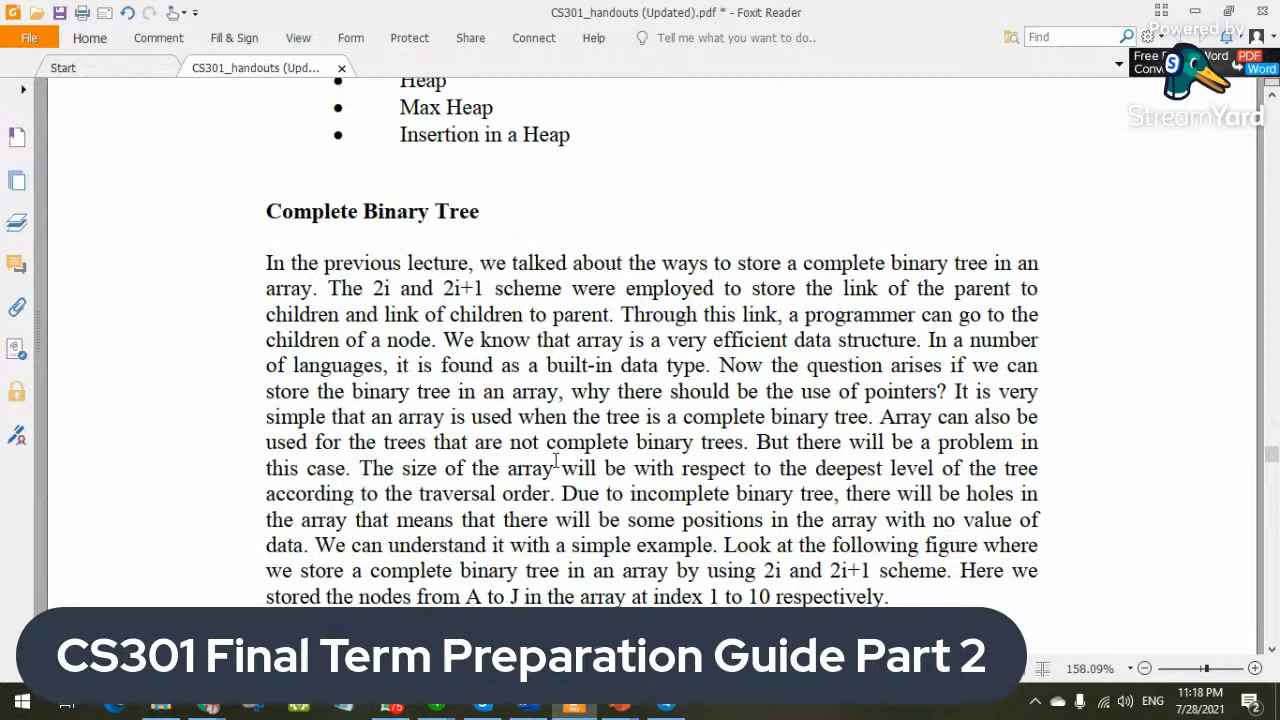 CS301_handouts (Updated).pdf * - Foxit Reader
File Home Comment Fill & Sign View Form Protect Share Connect Help Tell me what you want to do.. Find
Powered by
Start CS301_handouts (Upd... x
Free Word PDF
Conv Word
StreamYard
• Heap
• Max Heap
• Insertion in a Heap
Complete Binary Tree
In the previous lecture, we talked about the ways to store a complete binary tree in an
array. The 2i and 2i+1 scheme were employed to store the link of the parent to
children and link of children to parent. Through this link, a programmer can go to the
children of a node. We know that array is a very efficient data structure. In a number
of languages, it is found as a built-in data type. Now the question arises if we can
store the binary tree in an array, why there should be the use of pointers? It is very
simple that an array is used when the tree is a complete binary tree. Array can also be
used for the trees that are not complete binary trees. But there will be a problem in
this case. The size of the array will be with respect to the deepest level of the tree
according to the traversal order. Due to incomplete binary tree, there will be holes in
the array that means that there will be some positions in the array with no value of
data. We can understand it with a simple example. Look at the following figure where
we store a complete binary tree in an array by using 2i and 2i+1 scheme. Here we
stored the nodes from A to J in the array at index 1 to 10 respectively.
CS301 Final Term Preparation Guide Part 2
158.09%
75
ENG
11:18 PM
7/28/2021
2